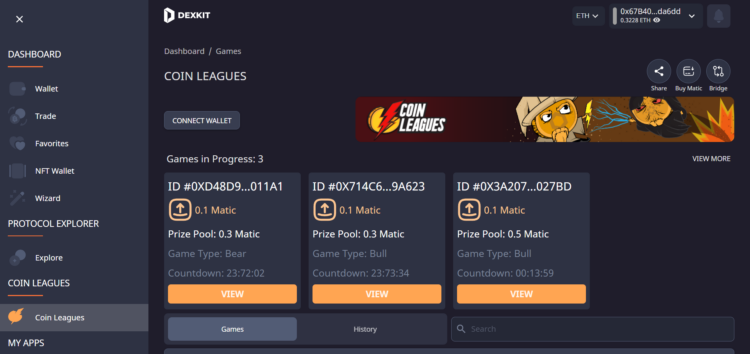 DEXKIT
ETH
0x67B40...da6dd
0,3228 ETH
DASHBOARD
Wallet
Trade
Favorites
NFT Wallet
Wizard
PROTOCOL EXPLORER
Explore
COIN LEAGUES
Coin Leagues
MY APPS
Dashboard / Games
COIN LEAGUES
Share
Buy Matic
Bridge
CONNECT WALLET
COIN
LEAGUES
Games in Progress: 3
VIEW MORE
ID #0XD48D9...011A1
0.1 Matic
Prize Pool: 0.3 Matic
Game Type: Bear
Countdown: 23:72:02
VIEW
ID #0X714C6...9A623
0.1 Matic
Prize Pool: 0.3 Matic
Game Type: Bull
Countdown: 23:73:34
VIEW
ID #0X3A207...027BD
0.1 Matic
Prize Pool: 0.5 Matic
Game Type: Bull
Countdown: 00:13:59
VIEW
Games
History
Search